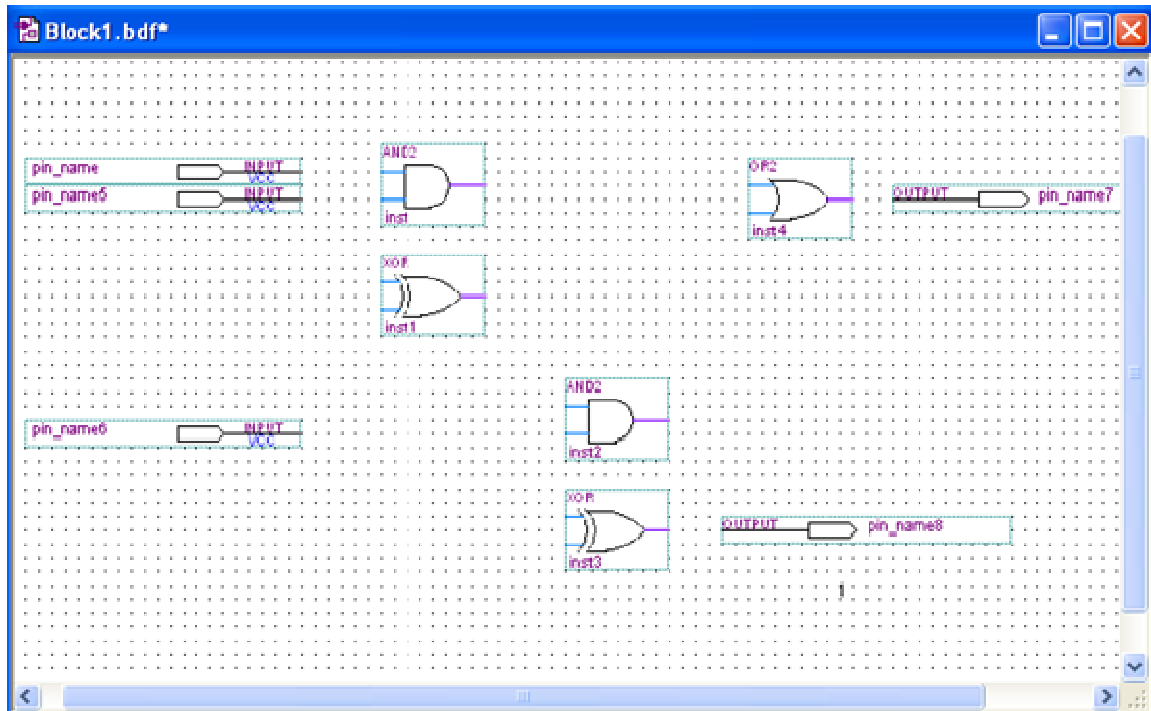 Block1.bdf*
AND2
pin_name INPUT
VCC
OR2
pin_name5 INPUT
VCC
OUTPUT pin_name7
inst
inst4
XOR
inst1
AND2
pin_name6 INPUT
VCC
inst2
XOR
OUTPUT pin_name8
inst3